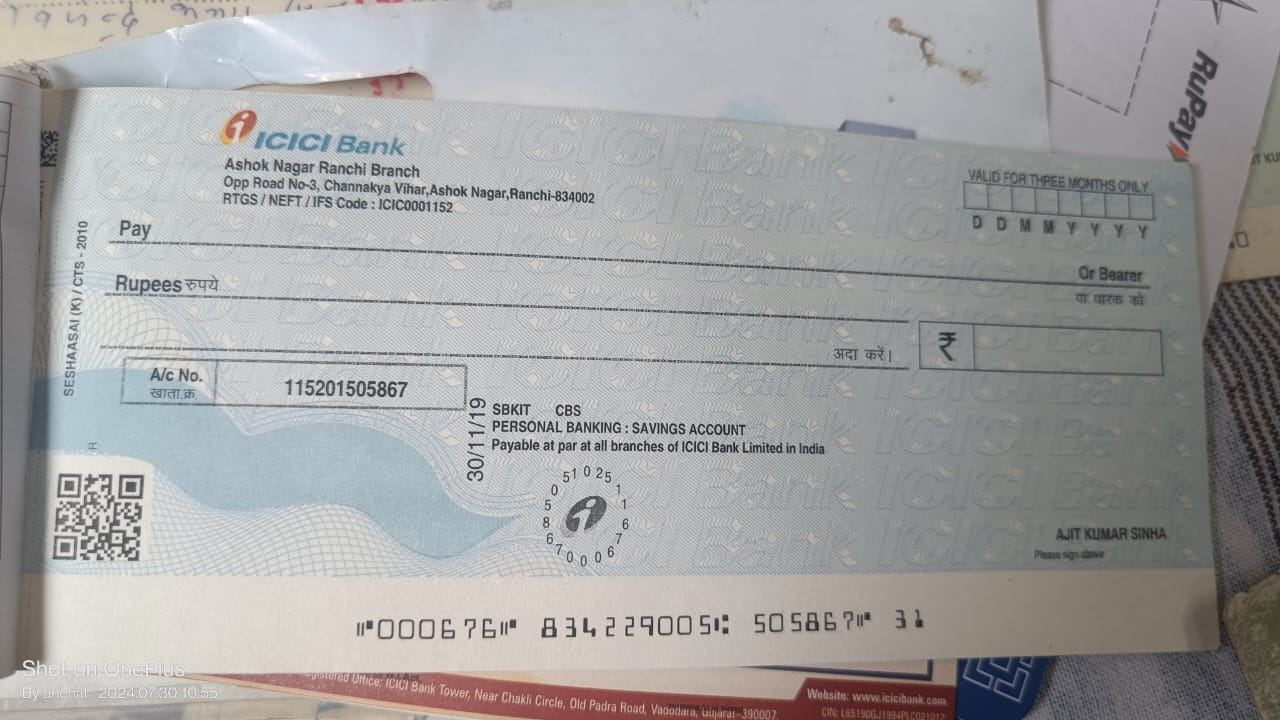 RuPay
ICICI Bank
Ashok Nagar Ranchi Branch
Opp Road No-3, Channakya Vihar,Ashok Nagar,Ranchi-834002
RTGS / NEFT / IFS Code : ICIC0001152
VALID FOR THREE MONTHS ONLY
D D M M Y Y Y Y
Pay
Or Bearer
या धारक को
Rupees रुपये
अदा करें।
₹
A/c No.
खाता.क्र.
115201505867
SESHAASAI (K) / CTS - 2010
30/11/19
SBKIT CBS
PERSONAL BANKING : SAVINGS ACCOUNT
Payable at par at all branches of ICICI Bank Limited in India
AJIT KUMAR SINHA
Please sign above
⑈000676⑈ 834229005⑆ 505867⑈ 31
Shot on OnePlus
By anchal 2024.07.30 10:55
Registered Office: ICICI Bank Tower, Near Chakli Circle, Old Padra Road, Vadodara, Gujarat-390007.
Website: www.icicibank.com
CIN: L65190GJ1994PLC021012